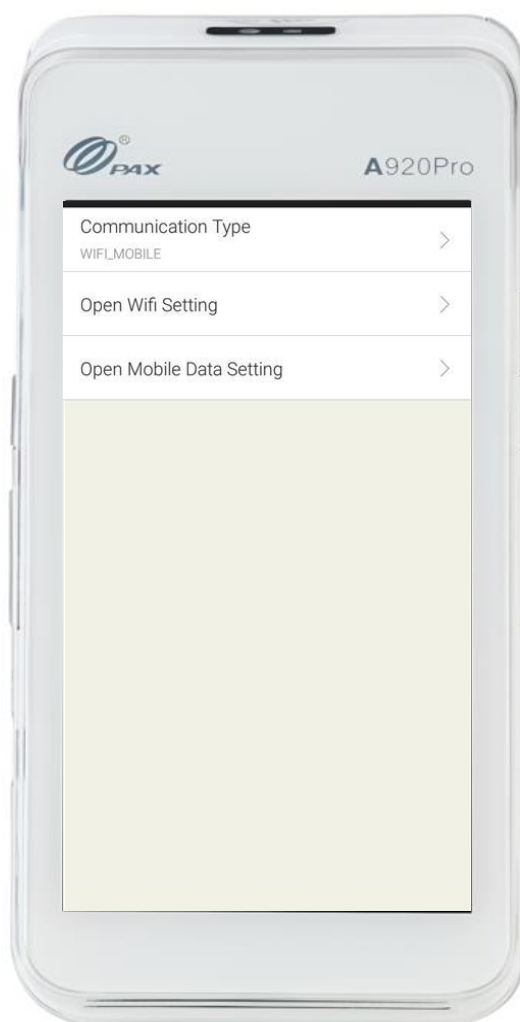 ®
PAX
A920Pro
Communication Type
WIFI_MOBILE
Open Wifi Setting
Open Mobile Data Setting